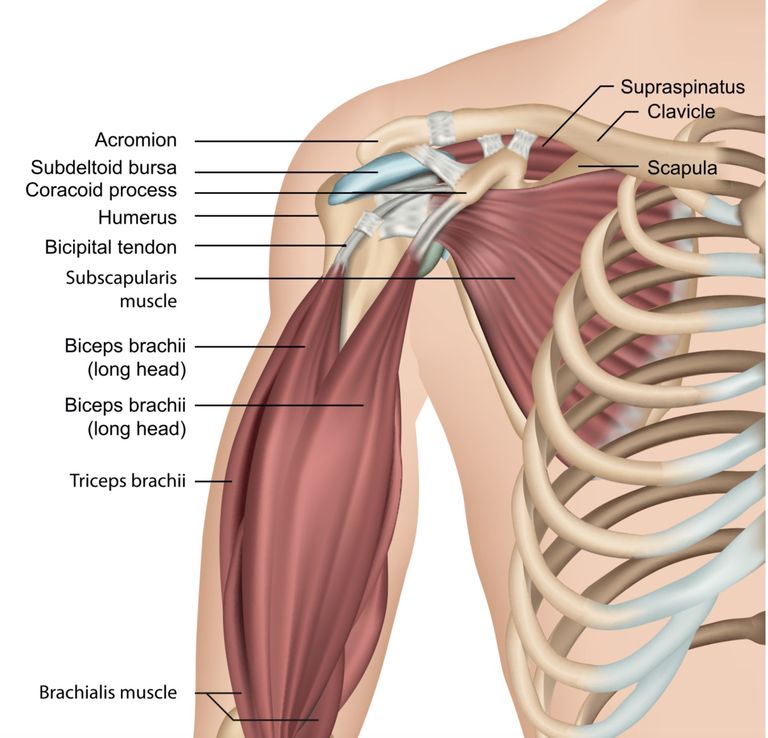 Supraspinatus
Clavicle
Acromion
Subdeltoid bursa
Scapula
Coracoid process
Humerus
Bicipital tendon
Subscapularis
muscle
Biceps brachii
(long head)
Biceps brachii
(long head)
Triceps brachii
Brachialis muscle